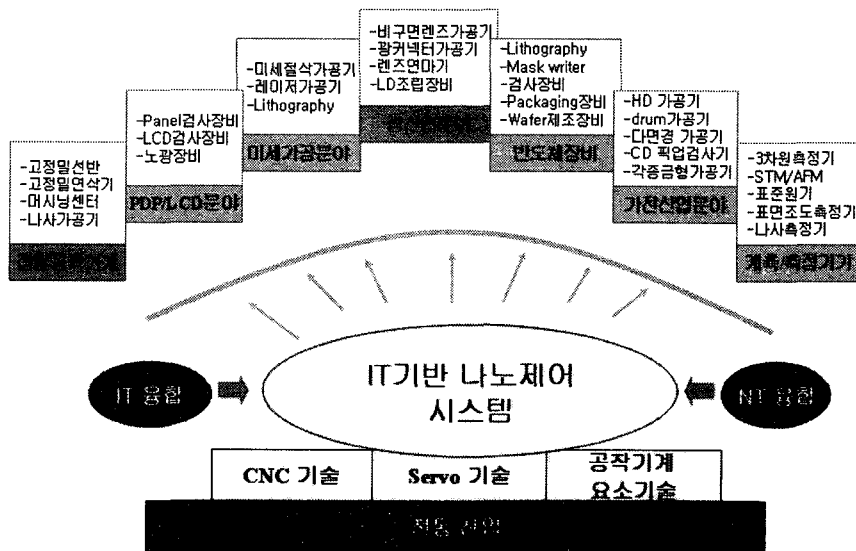 -고정밀선반
-고정밀연삭기
-머시닝센터
-나사가공기
-Panel검사장비
-LCD검사장비
-노광장비
PDP/LCD분야
-미세절삭가공기
-레이저가공기
-Lithography
미세가공분야
-비구면렌즈가공기
-광커넥터가공기
-렌즈연마기
-LD조립장비
-Lithography
-Mask writer
-검사장비
-Packaging장비
-Wafer제조장비
반도체장비
-HD 가공기
-drum가공기
-다면경 가공기
-CD 픽업검사기
-각종금형가공기
가전산업분야
-3차원측정기
-STM/AFM
-표준원기
-표면조도측정기
-나사측정기
계측/측정기기
IT 융합
IT기반 나노제어
시스템
NT 융합
CNC 기술
Servo 기술
공작기계
요소기술
전통 산업